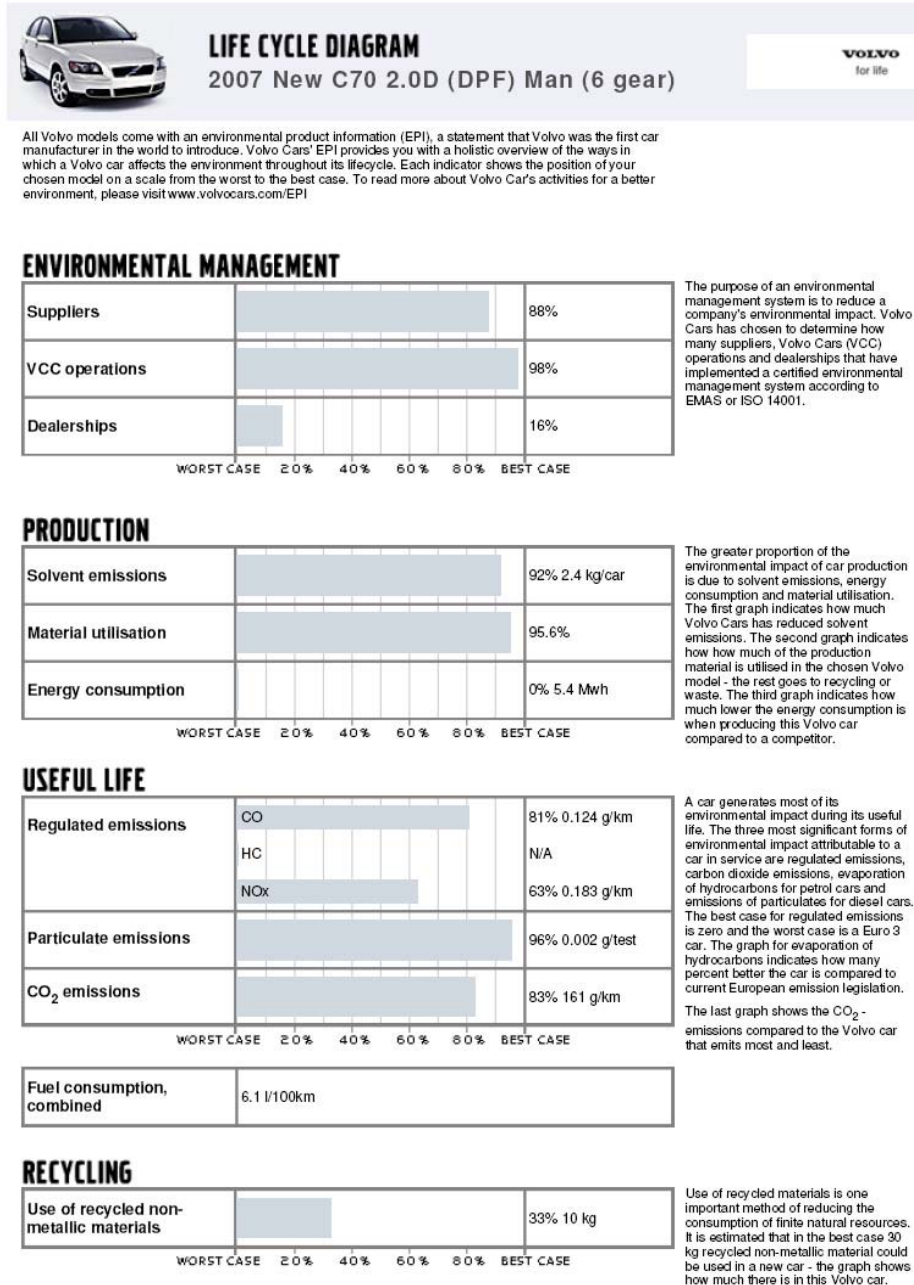 LIFE CYCLE DIAGRAM
2007 New C70 2.0D (DPF) Man (6 gear)
VOLVO
for life
All Volvo models come with an environmental product information (EPI), a statement that Volvo was the first car
manufacturer in the world to introduce. Volvo Cars' EPI provides you with a holistic overview of the ways in
which a Volvo car affects the environment throughout its lifecycle. Each indicator shows the position of your
chosen model on a scale from the worst to the best case. To read more about Volvo Car's activities for a better
environment, please visit www.volvocars.com/EPI
ENVIRONMENTAL MANAGEMENT
Suppliers 88%
VCC operations 98%
Dealerships 16%
WORST CASE 20% 40% 60% 80% BEST CASE
The purpose of an environmental
management system is to reduce a
company's environmental impact. Volvo
Cars has chosen to determine how
many suppliers, Volvo Cars (VCC)
operations and dealerships that have
implemented a certified environmental
management system according to
EMAS or ISO 14001.
PRODUCTION
Solvent emissions 92% 2.4 kg/car
Material utilisation 95.6%
Energy consumption 0% 5.4 Mwh
WORST CASE 20% 40% 60% 80% BEST CASE
The greater proportion of the
environmental impact of car production
is due to solvent emissions, energy
consumption and material utilisation.
The first graph indicates how much
Volvo Cars has reduced solvent
emissions. The second graph indicates
how how much of the production
material is utilised in the chosen Volvo
model - the rest goes to recycling or
waste. The third graph indicates how
much lower the energy consumption is
when producing this Volvo car
compared to a competitor.
USEFUL LIFE
Regulated emissions CO 81% 0.124 g/km
HC N/A
NOx 63% 0.183 g/km
Particulate emissions 96% 0.002 g/test
CO2 emissions 83% 161 g/km
WORST CASE 20% 40% 60% 80% BEST CASE
A car generates most of its
environmental impact during its useful
life. The three most significant forms of
environmental impact attributable to a
car in service are regulated emissions,
carbon dioxide emissions, evaporation
of hydrocarbons for petrol cars and
emissions of particulates for diesel cars.
The best case for regulated emissions
is zero and the worst case is a Euro 3
car. The graph for evaporation of
hydrocarbons indicates how many
percent better the car is compared to
current European emission legislation.
The last graph shows the CO2 -
emissions compared to the Volvo car
that emits most and least.
Fuel consumption,
combined
6.1 l/100km
RECYCLING
Use of recycled non-
metallic materials
33% 10 kg
WORST CASE 20% 40% 60% 80% BEST CASE
Use of recycled materials is one
important method of reducing the
consumption of finite natural resources.
It is estimated that in the best case 30
kg recycled non-metallic material could
be used in a new car - the graph shows
how much there is in this Volvo car.